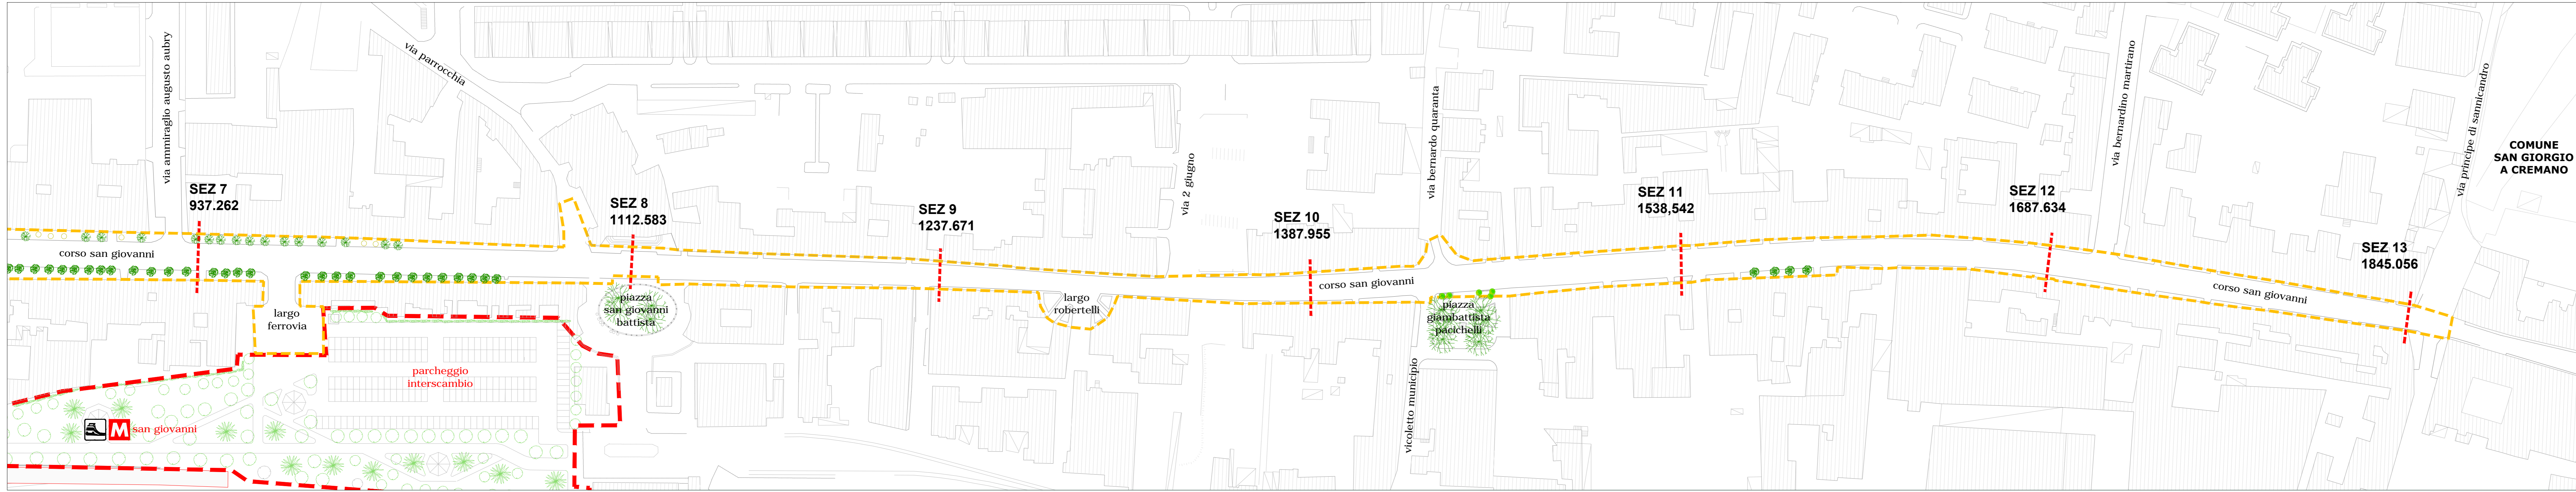 via ammiraglio augusto aubry
via parrocchia
SEZ 7
937.262
SEZ 8
1112.583
SEZ 9
1237.671
via 2 giugno
SEZ 10
1387.955
via bernardo quaranta
SEZ 11
1538,542
SEZ 12
1687.634
via bernardino martirano
SEZ 13
1845.056
via principe di sannicandro
COMUNE
SAN GIORGIO
A CREMANO
corso san giovanni
largo
ferrovia
piazza
san giovanni
battista
largo
robertelli
corso san giovanni
piazza
giambattista
pacichelli
corso san giovanni
vicoletto municipio
parcheggio
interscambio
M
san giovanni